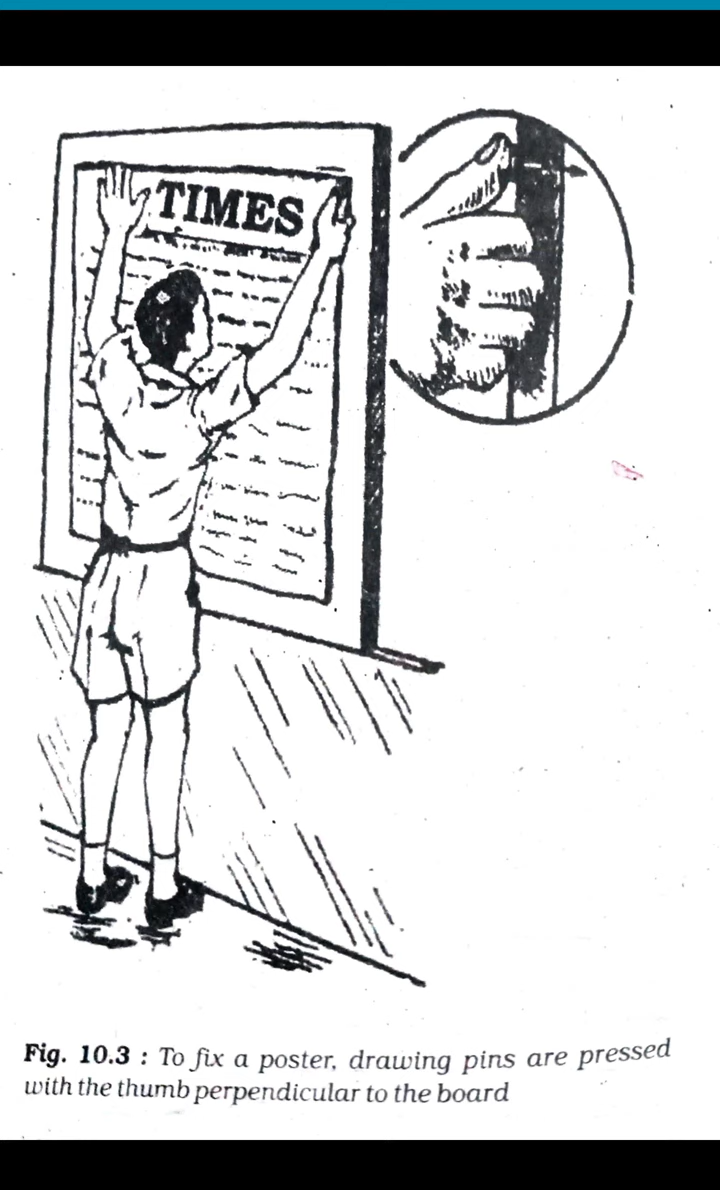 TIMES
Fig. 10.3 : To fix a poster, drawing pins are pressed
with the thumb perpendicular to the board